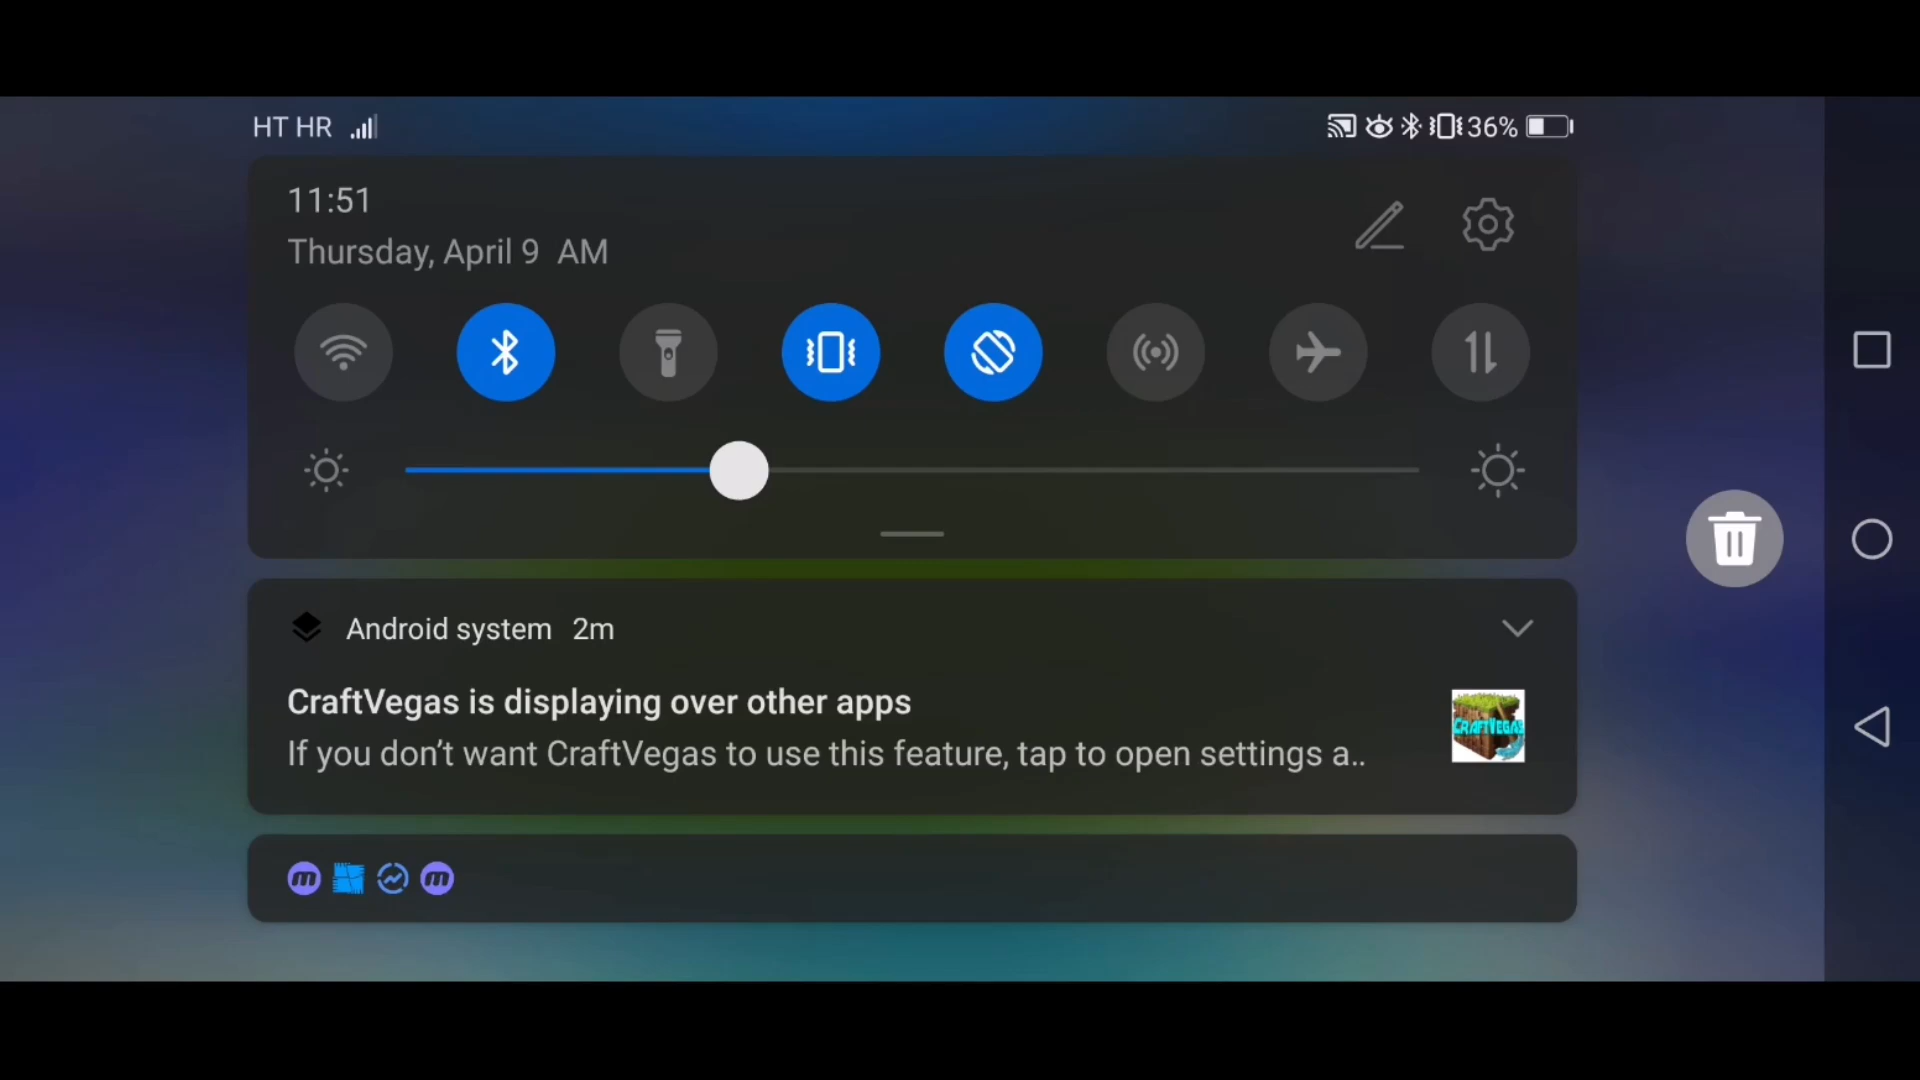 HT HR
36%
11:51
Thursday, April 9 AM
Android system 2m
CraftVegas is displaying over other apps
If you don’t want CraftVegas to use this feature, tap to open settings a..
CRAFTVEGAS